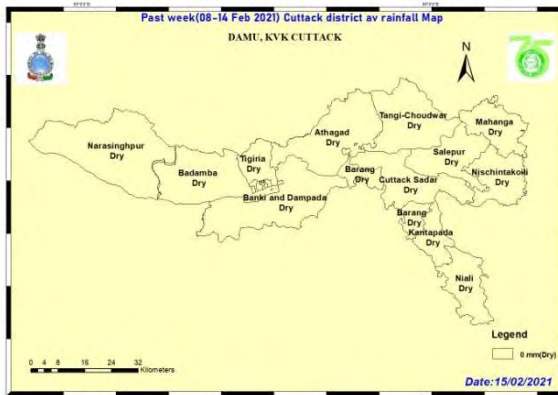 Past week(08-14 Feb 2021) Cuttack district av rainfall Map
DAMU, KVK CUTTACK
N
75
Tangi-Choudwar
Dry
Mahanga
Dry
Athagad
Dry
Narasinghpur
Dry
Salepur
Dry
Tigiria
Dry
Badamba
Dry
Barang
Dry
Cuttack Sadar
Dry
Nischintakoili
Dry
Banki and Dampada
Dry
Barang
Dry
Kantapada
Dry
Niali
Dry
Legend
0 mm(Dry)
0 4 8 16 24 32
Kilometers
Date:15/02/2021